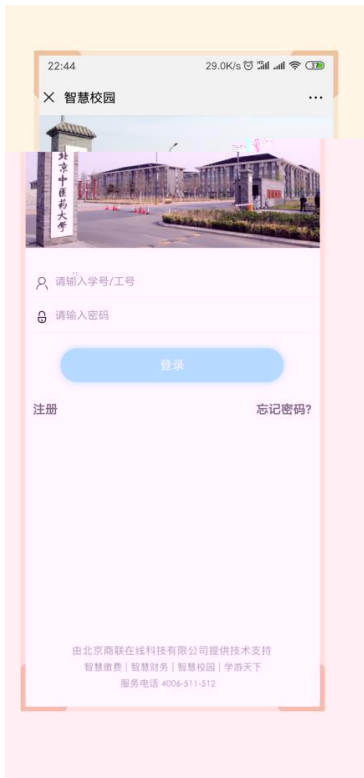 22:44
29.0K/s
智慧校园
北京中医药大学
请输入学号/工号
请输入密码
登录
注册 忘记密码?
由北京商联在线科技有限公司提供技术支持
智慧缴费 | 智慧财务 | 智慧校园 | 学游天下
服务电话 4006-511-512